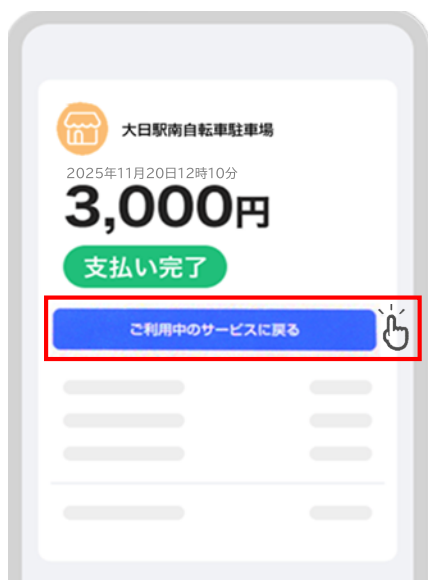 大日駅南自転車駐車場
2025年11月20日12時10分
3,000円
支払い完了
ご利用中のサービスに戻る